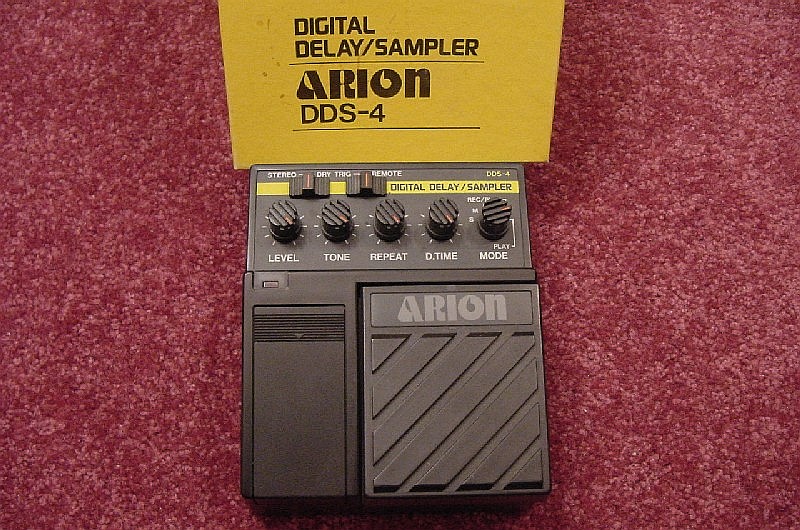 DIGITAL
DELAY/SAMPLER
ARION
DDS-4
STEREO DRY TRIG REMOTE DDS-4
DIGITAL DELAY/SAMPLER
M
S
PLAY
LEVEL TONE REPEAT D.TIME MODE
ARION